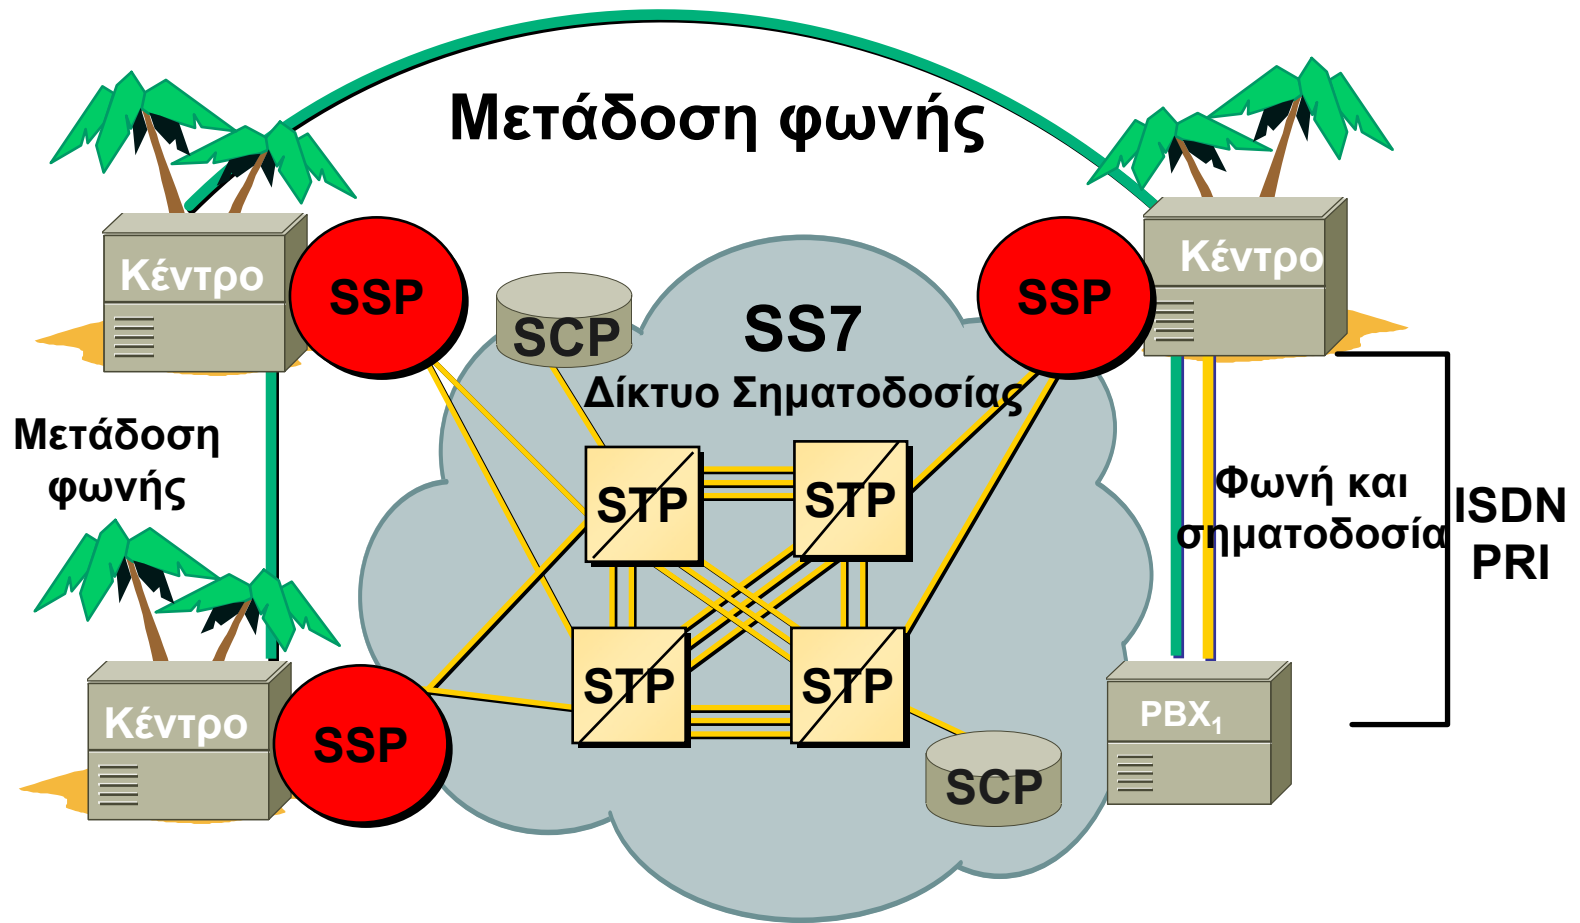 Μετάδοση φωνής
Κέντρο
SSP
SCP
SS7
Δίκτυο Σηματοδοσίας
SSP
Κέντρο
Μετάδοση
φωνής
STP
STP
Φωνή και
σηματοδοσία
ISDN
PRI
STP
STP
Κέντρο
SSP
SCP
PBX₁